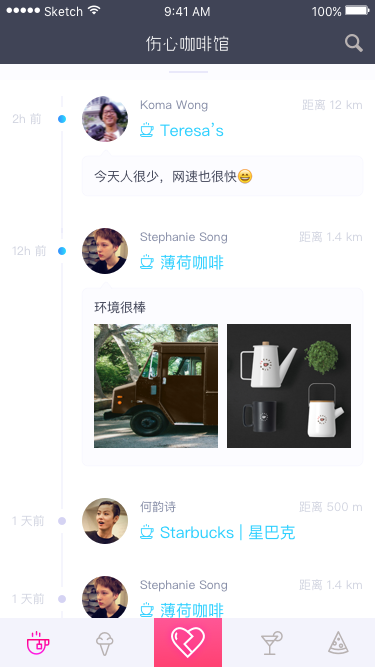 Sketch 9:41 AM 100%
伤心咖啡馆
Koma Wong 距离 12 km
2h 前 Teresa's
今天人很少，网速也很快😄
Stephanie Song 距离 1.4 km
12h 前 薄荷咖啡
环境很棒
何韵诗 距离 500 m
1 天前 Starbucks | 星巴克
Stephanie Song 距离 1.4 km
1 天前 薄荷咖啡